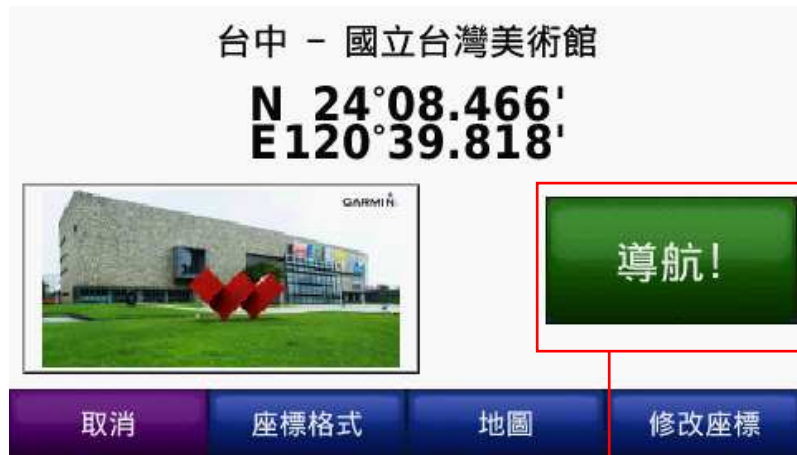 台中 - 國立台灣美術館
N 24°08.466'
E120°39.818'
GARMIN
導航!
取消 座標格式 地圖 修改座標